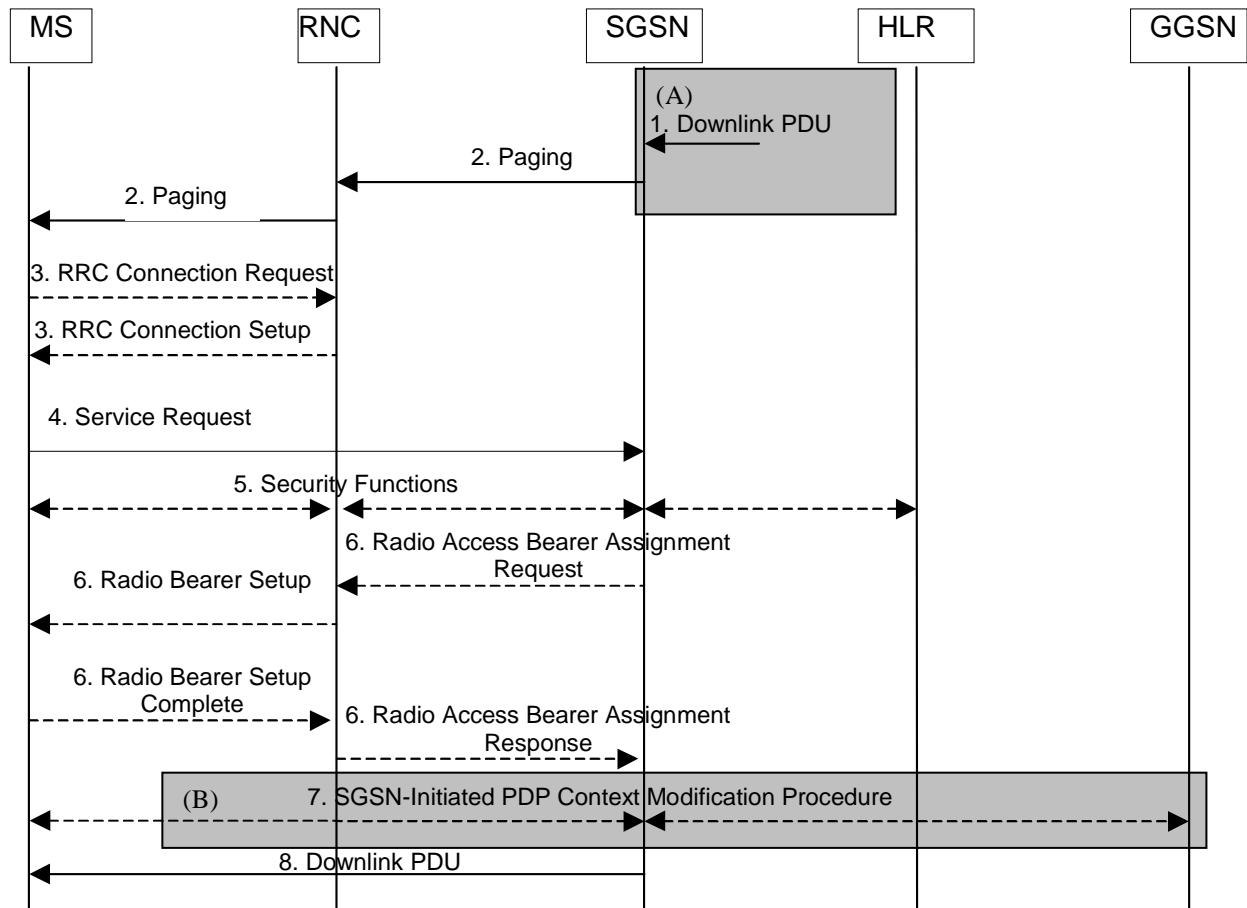 MS
RNC
SGSN
HLR
GGSN
(A)
1. Downlink PDU
2. Paging
2. Paging
3. RRC Connection Request
3. RRC Connection Setup
4. Service Request
5. Security Functions
6. Radio Access Bearer Assignment
Request
6. Radio Bearer Setup
6. Radio Bearer Setup
Complete
6. Radio Access Bearer Assignment
Response
(B)
7. SGSN-Initiated PDP Context Modification Procedure
8. Downlink PDU